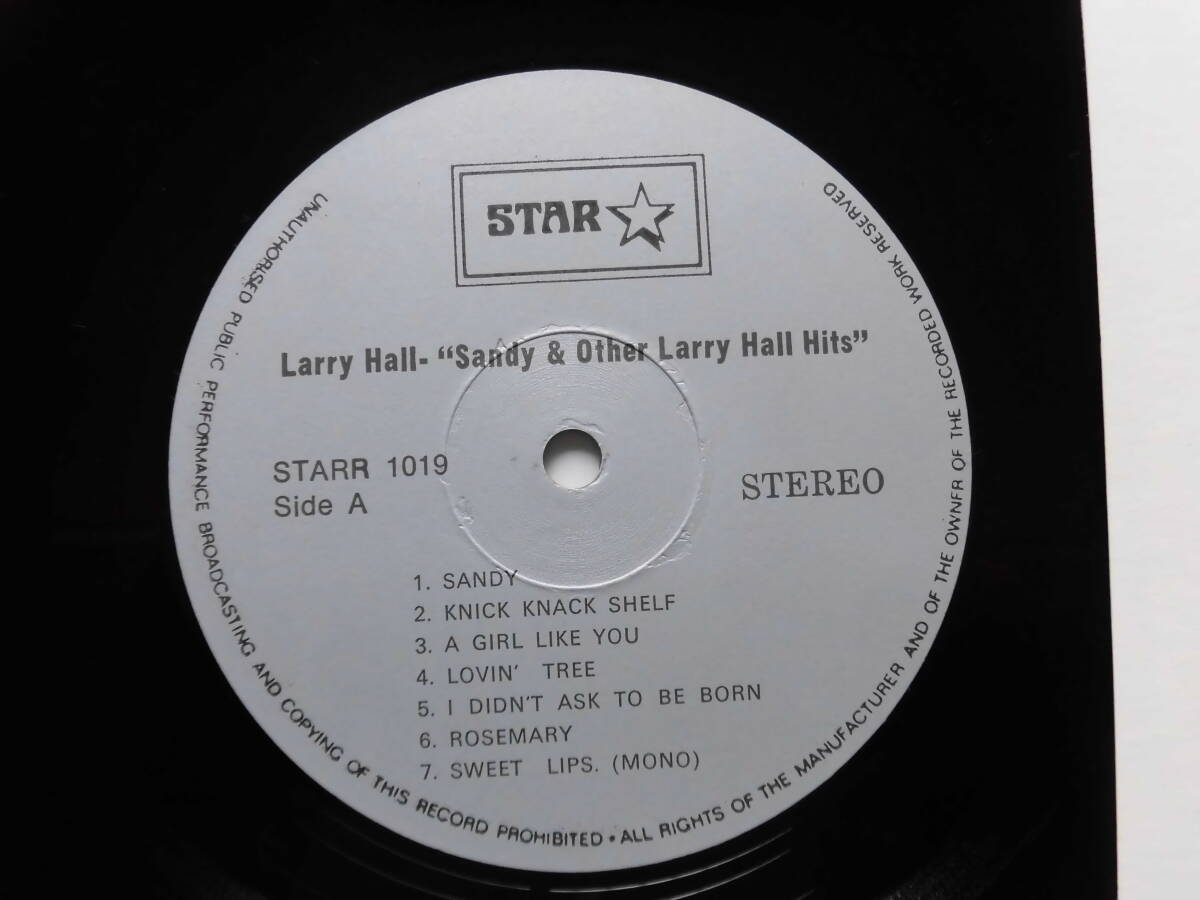 STAR
Larry Hall- “Sandy & Other Larry Hall Hits”
STARR 1019
Side A
STEREO
1. SANDY
2. KNICK KNACK SHELF
3. A GIRL LIKE YOU
4. LOVIN' TREE
5. I DIDN'T ASK TO BE BORN
6. ROSEMARY
7. SWEET LIPS. (MONO)
UNAUTHORISED PUBLIC PERFORMANCE BROADCASTING AND COPYING OF THIS RECORD PROHIBITED • ALL RIGHTS OF THE MANUFACTURER AND OF THE OWNER OF THE RECORDED WORK RESERVED